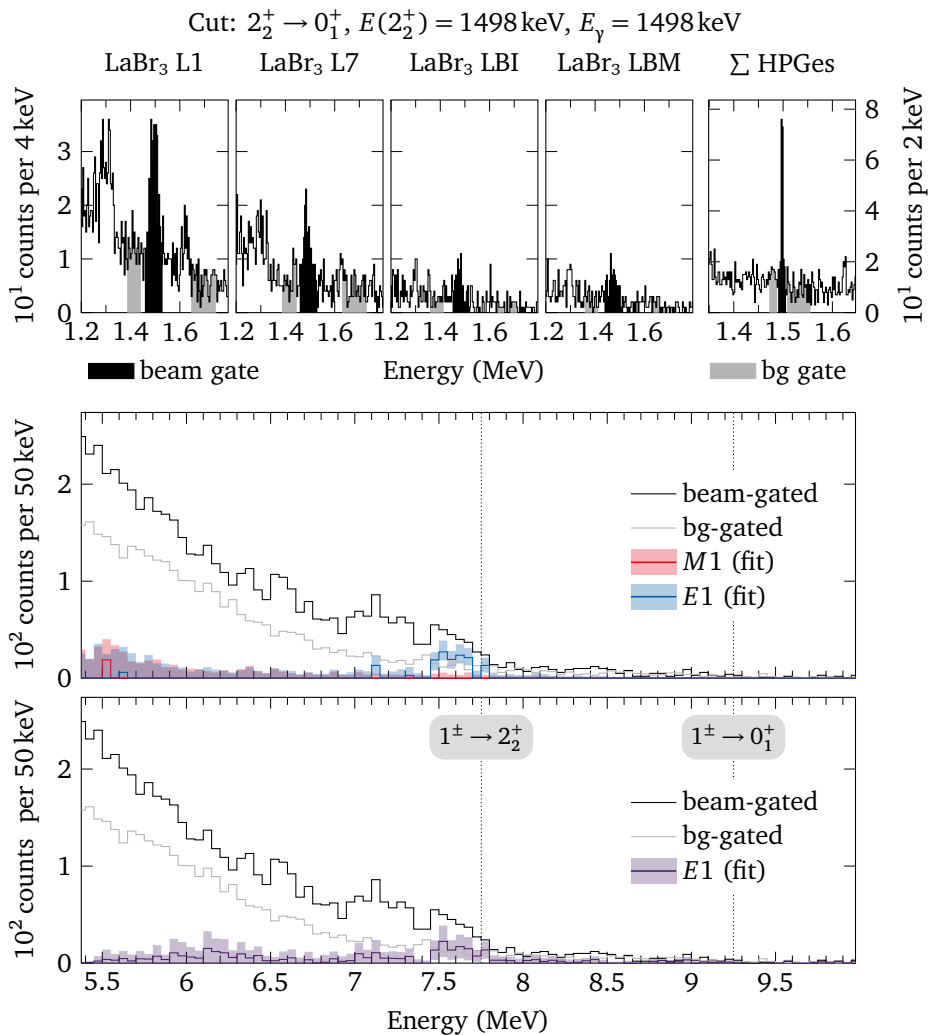 Cut: 2₂⁺ → 0₁⁺, E(2₂⁺) = 1498 keV, Eγ = 1498 keV
LaBr₃ L1 LaBr₃ L7 LaBr₃ LBI LaBr₃ LBM ∑ HPGes
10¹ counts per 4 keV
3
2
1
0
8
6
4
2
0
10¹ counts per 2 keV
1.2 1.4 1.6 1.2 1.4 1.6 1.2 1.4 1.6 1.2 1.4 1.6 1.4 1.5 1.6
beam gate Energy (MeV) bg gate
10² counts per 50 keV
2
1
0
beam-gated
bg-gated
M1 (fit)
E1 (fit)
10² counts per 50 keV
2
1
0
1± → 2₂⁺ 1± → 0₁⁺
beam-gated
bg-gated
E1 (fit)
5.5 6 6.5 7 7.5 8 8.5 9 9.5
Energy (MeV)